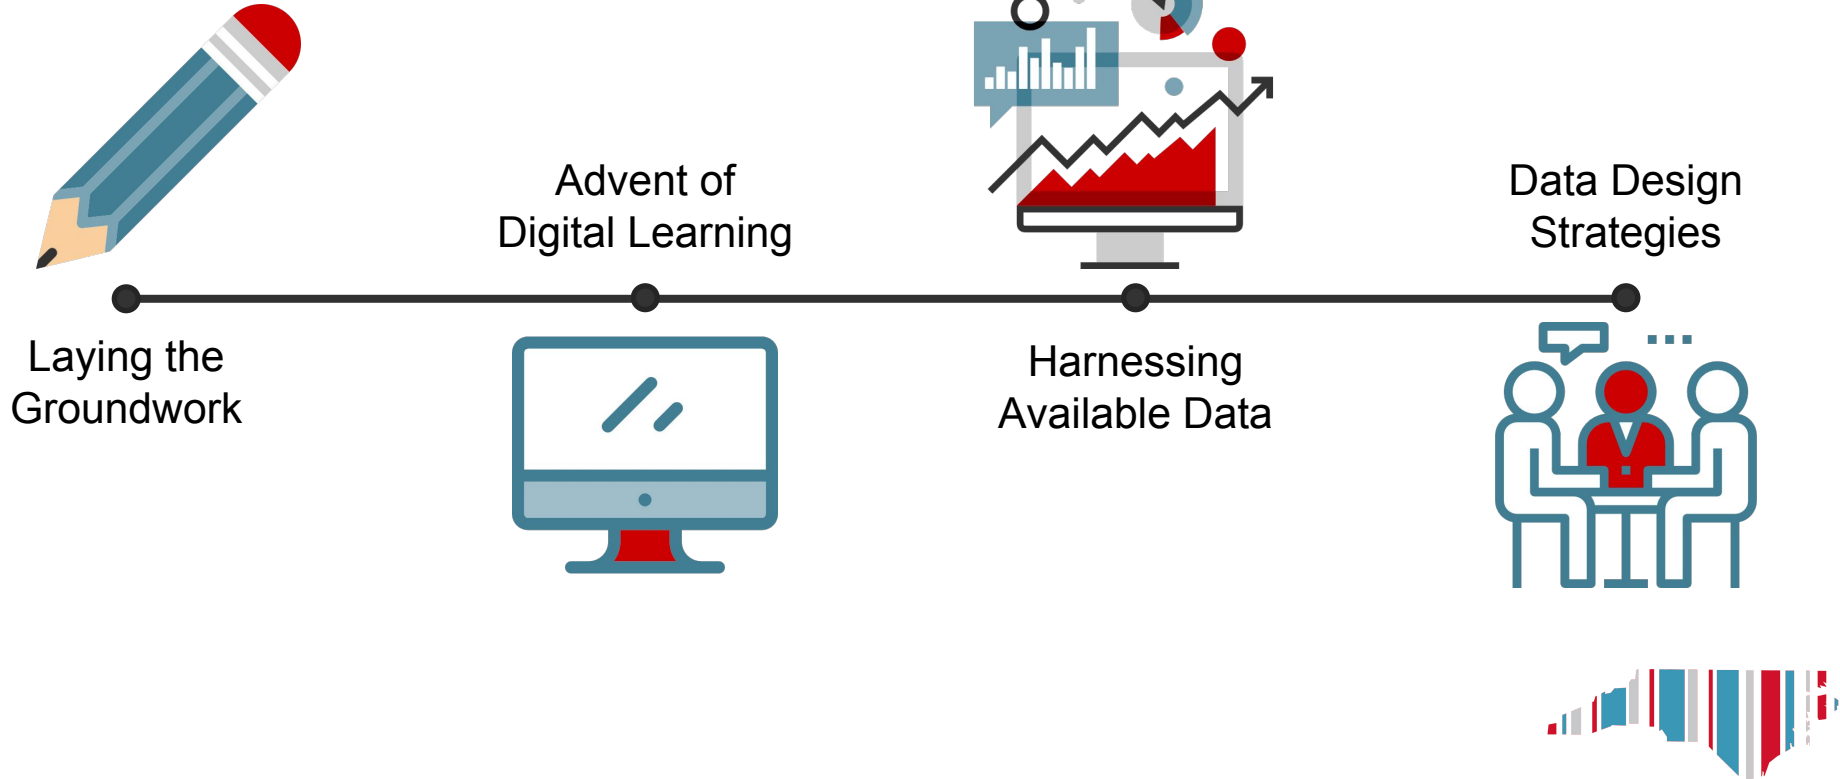 Laying the
Groundwork
Advent of
Digital Learning
Harnessing
Available Data
Data Design
Strategies